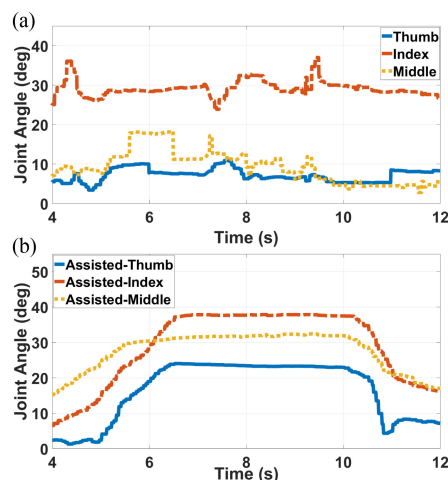 (a)
Joint Angle (deg)
40
30
20
10
0
Thumb
Index
Middle
4 6 8 10 12
Time (s)
(b)
Joint Angle (deg)
50
40
30
20
10
0
Assisted-Thumb
Assisted-Index
Assisted-Middle
4 6 8 10 12
Time (s)